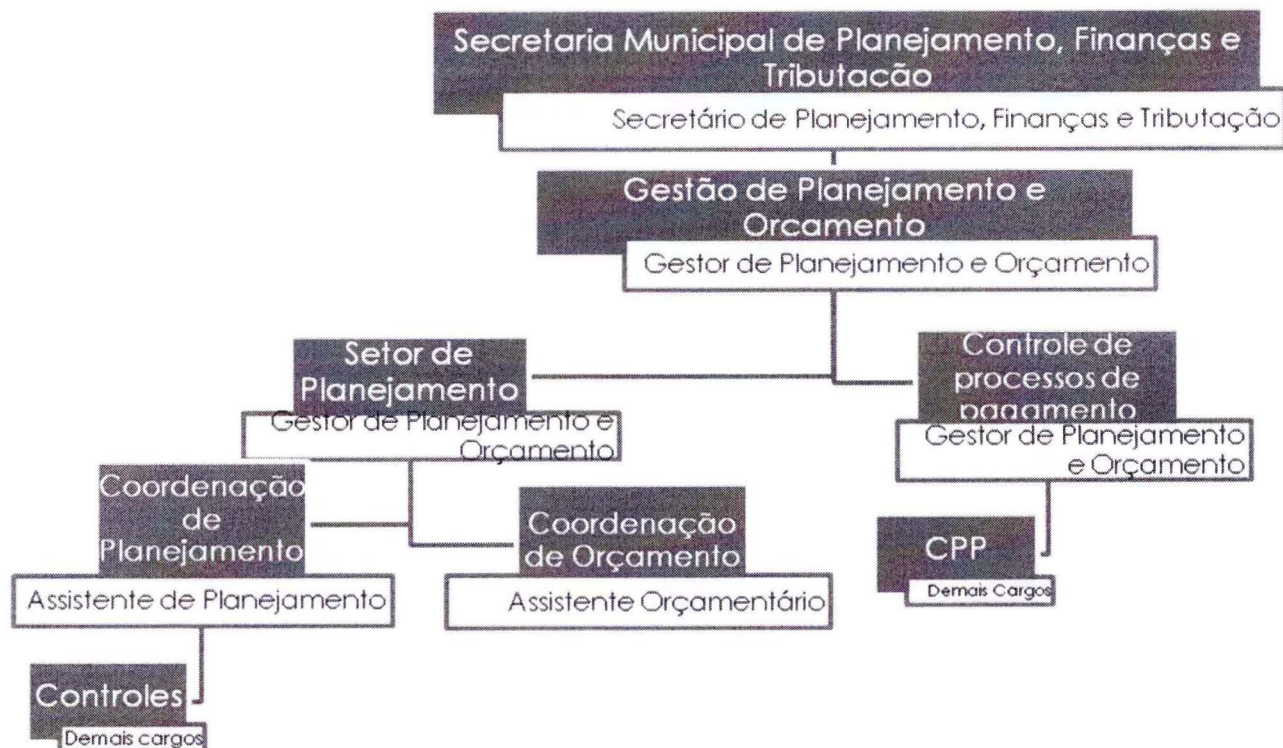 Secretaria Municipal de Planejamento, Finanças e
Tributacão
Secretário de Planejamento, Finanças e Tributação
Gestão de Planejamento e
Orcamento
Gestor de Planejamento e Orçamento
Setor de
Planejamento
Gestor de Planejamento e
Orçamento
Controle de
processos de
pagamento
Gestor de Planejamento
e Orçamento
Coordenação
de
Planejamento
Assistente de Planejamento
Coordenação
de Orçamento
Assistente Orçamentário
CPP
Demais Cargos
Controles
Demais cargos